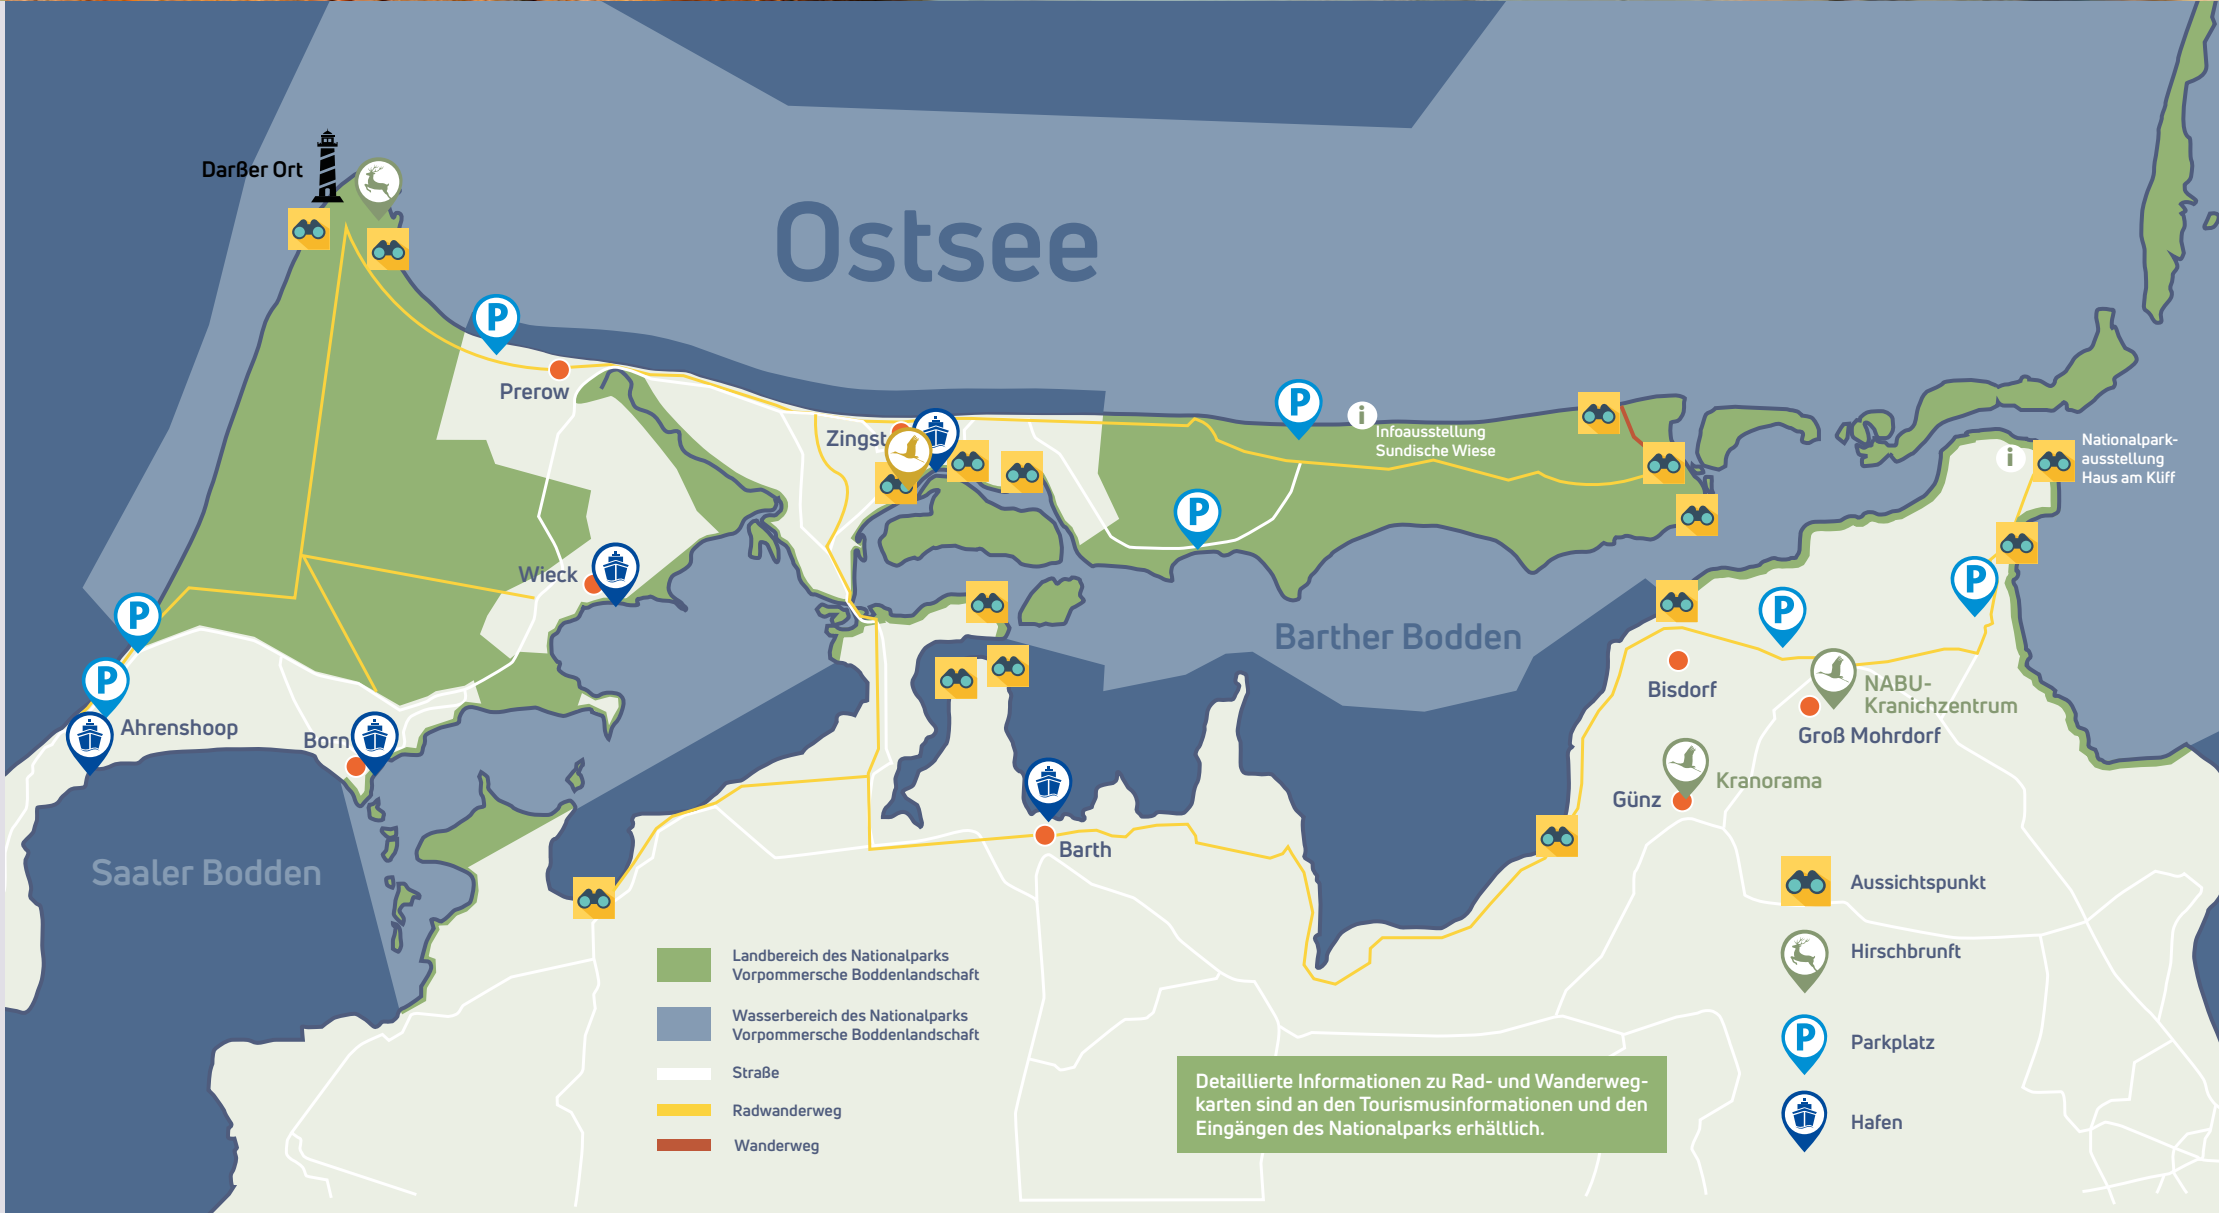 Darßer Ort
Ostsee
P
Prerow
Zingst
P
i
Infoausstellung
Sundische Wiese
i
Nationalpark-
ausstellung
Haus am Kliff
P
Wieck
P
P
P
Barther Bodden
Bisdorf
NABU-
Kranichzentrum
Groß Mohrdorf
P
Ahrenshoop
Born
Kranorama
Günz
Barth
Saaler Bodden
Aussichtspunkt
Hirschbrunft
P
Parkplatz
Hafen
Landbereich des Nationalparks
Vorpommersche Boddenlandschaft
Wasserbereich des Nationalparks
Vorpommersche Boddenlandschaft
Straße
Radwanderweg
Wanderweg
Detaillierte Informationen zu Rad- und Wanderweg-
karten sind an den Tourismusinformationen und den
Eingängen des Nationalparks erhältlich.